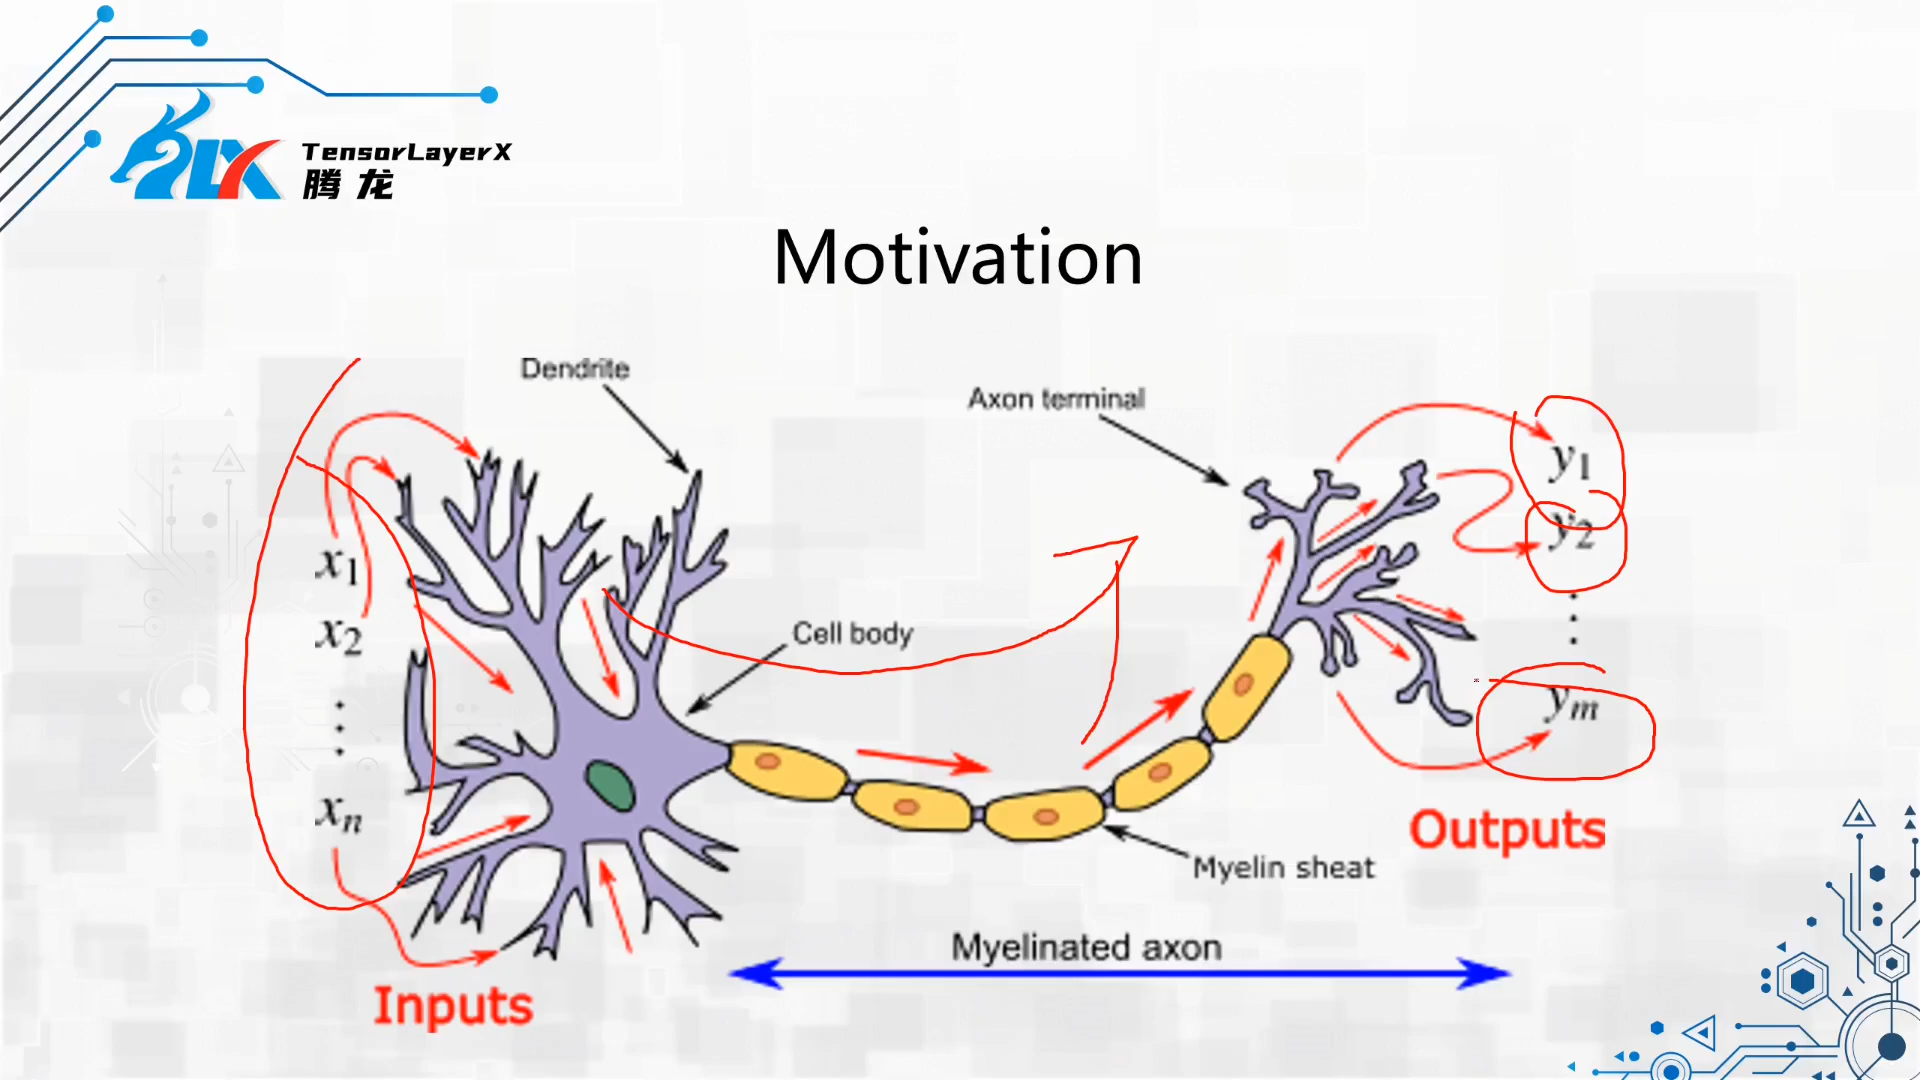 TensorLayerX
腾龙
Motivation
Dendrite
Axon terminal
y1
y2
x1
x2
Cell body
⋮
ym
⋮
xn
Outputs
Myelin sheat
Myelinated axon
Inputs